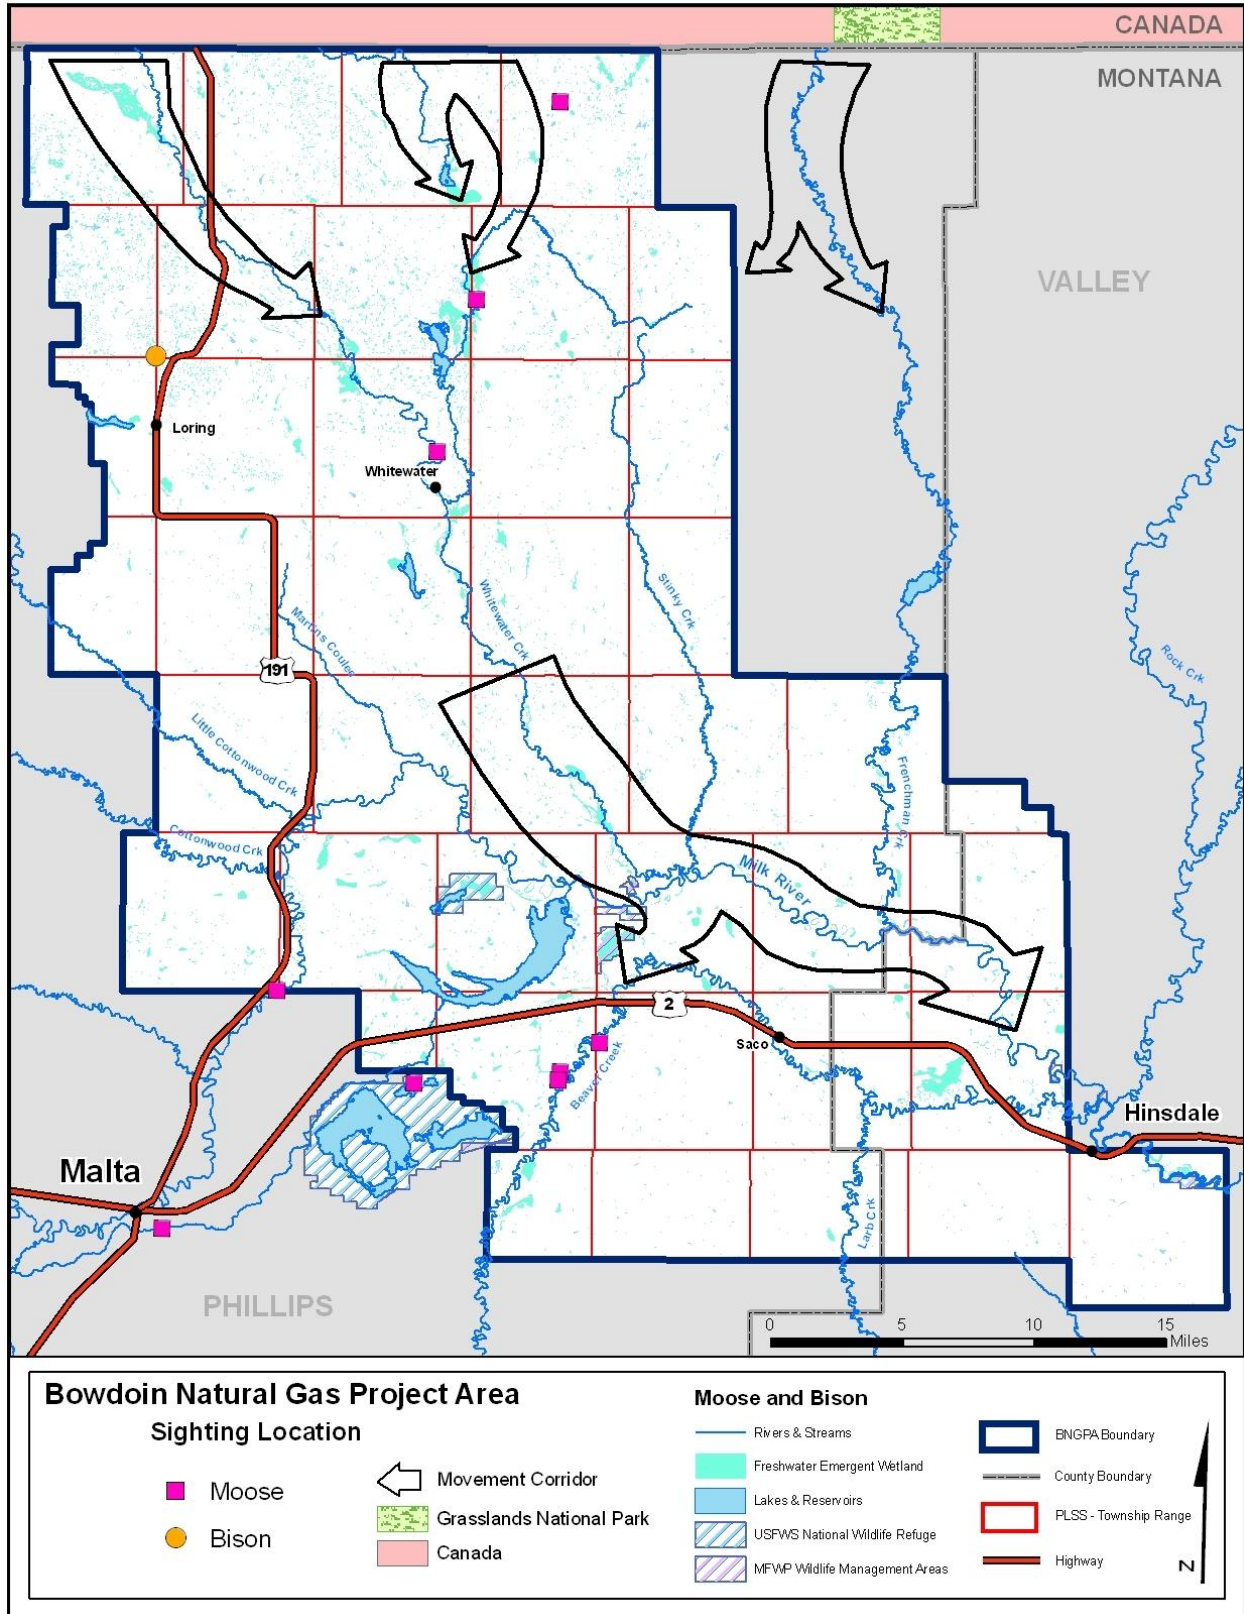 CANADA
MONTANA
VALLEY
Loring
Whitewater
Whitewater Crk
Stinky Crk
Martins Coulee
191
Rock Crk
Little Cottonwood Crk
Frenchman Crk
Cottonwood Crk
Milk River
2
Saco
Beaver Creek
Hinsdale
Malta
Larb Crk
PHILLIPS
0 5 10 15
Miles
Bowdoin Natural Gas Project Area
Sighting Location
Moose
Bison
Movement Corridor
Grasslands National Park
Canada
Moose and Bison
Rivers & Streams
Freshwater Emergent Wetland
Lakes & Reservoirs
USFWS National Wildlife Refuge
MFWP Wildlife Management Areas
BNGPA Boundary
County Boundary
PLSS - Township Range
Highway
N